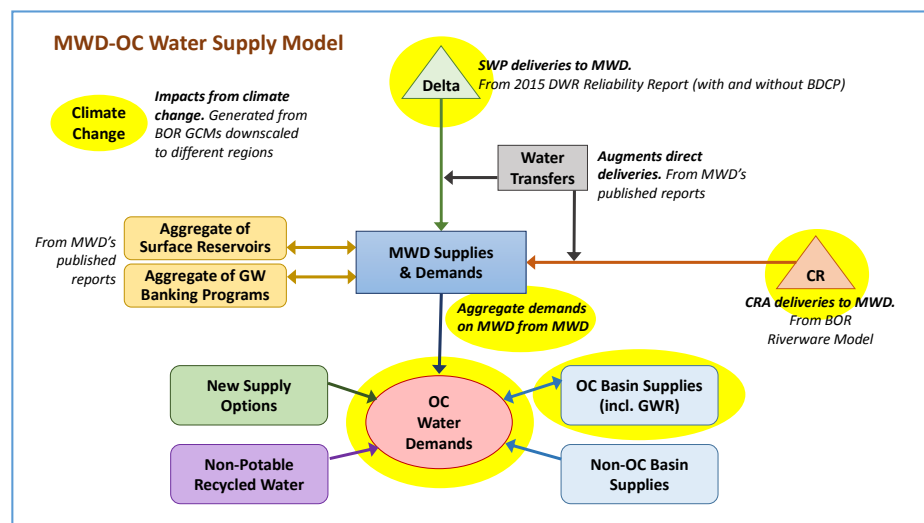 MWD-OC Water Supply Model
Climate
Change
Impacts from climate
change. Generated from
BOR GCMs downscaled
to different regions
Delta
SWP deliveries to MWD.
From 2015 DWR Reliability Report (with and without BDCP)
Water
Transfers
Augments direct
deliveries. From MWD's
published reports
From MWD's
published
reports
Aggregate of
Surface Reservoirs
Aggregate of GW
Banking Programs
MWD Supplies
& Demands
CR
CRA deliveries to MWD.
From BOR
Riverware Model
Aggregate demands
on MWD from MWD
New Supply
Options
OC
Water
Demands
OC Basin Supplies
(incl. GWR)
Non-Potable
Recycled Water
Non-OC Basin
Supplies